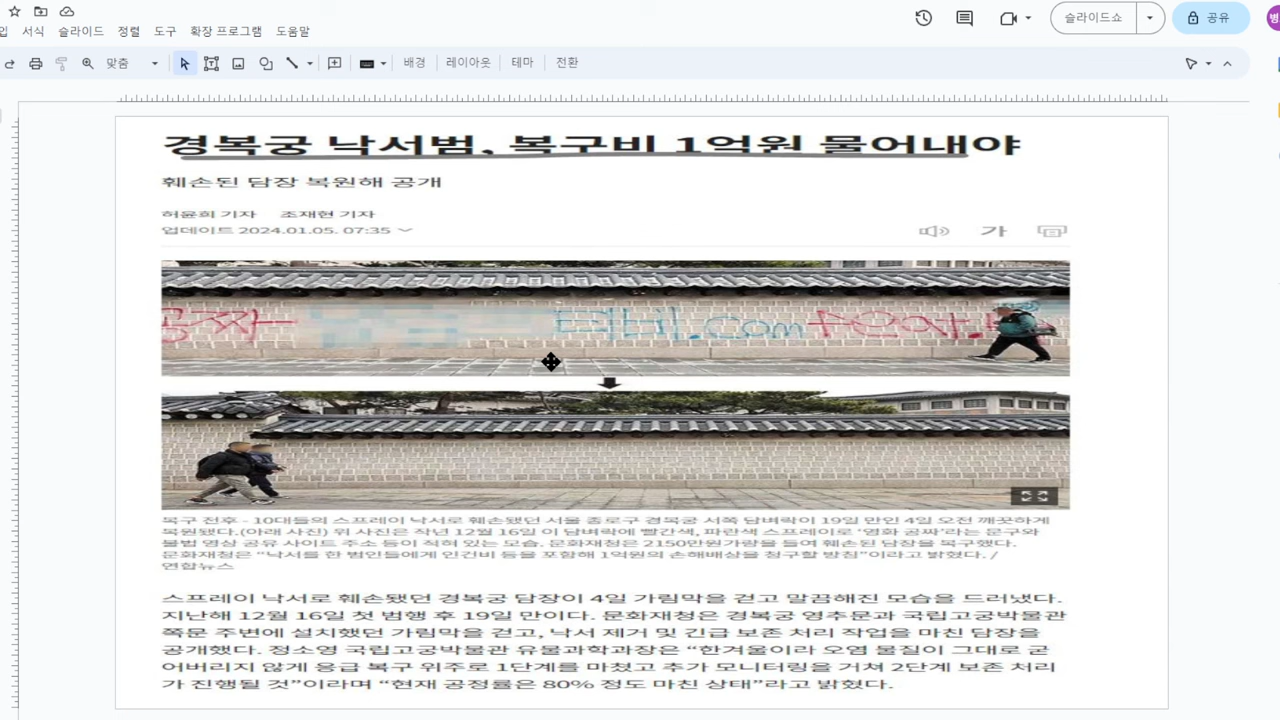 입 서식 슬라이드 정렬 도구 확장 프로그램 도움말
슬라이드쇼
공유
병
맞춤
배경 레이아웃 테마 전환
경복궁 낙서범, 복구비 1억원 물어내야
훼손된 담장 복원해 공개
허윤희 기자 조재현 기자
업데이트 2024.01.05. 07:35
가
공짜
티비.com
복구 전후 - 10대들의 스프레이 낙서로 훼손됐던 서울 종로구 경복궁 서쪽 담벼락이 19일 만인 4일 오전 깨끗하게
복원됐다.(아래 사진) 위 사진은 작년 12월 16일 이 담벼락에 빨간색, 파란색 스프레이로 ‘영화 공짜’라는 문구와
불법 영상 공유 사이트 주소 등이 적혀 있는 모습. 문화재청은 2150만원가량을 들여 훼손된 담장을 복구했다.
문화재청은 “낙서를 한 범인들에게 인건비 등을 포함해 1억원의 손해배상을 청구할 방침”이라고 밝혔다. /
연합뉴스
스프레이 낙서로 훼손됐던 경복궁 담장이 4일 가림막을 걷고 말끔해진 모습을 드러냈다.
지난해 12월 16일 첫 범행 후 19일 만이다. 문화재청은 경복궁 영추문과 국립고궁박물관
쪽문 주변에 설치했던 가림막을 걷고, 낙서 제거 및 긴급 보존 처리 작업을 마친 담장을
공개했다. 정소영 국립고궁박물관 유물과학과장은 “한겨울이라 오염 물질이 그대로 굳
어버리지 않게 응급 복구 위주로 1단계를 마쳤고 추가 모니터링을 거쳐 2단계 보존 처리
가 진행될 것”이라며 “현재 공정률은 80% 정도 마친 상태”라고 밝혔다.